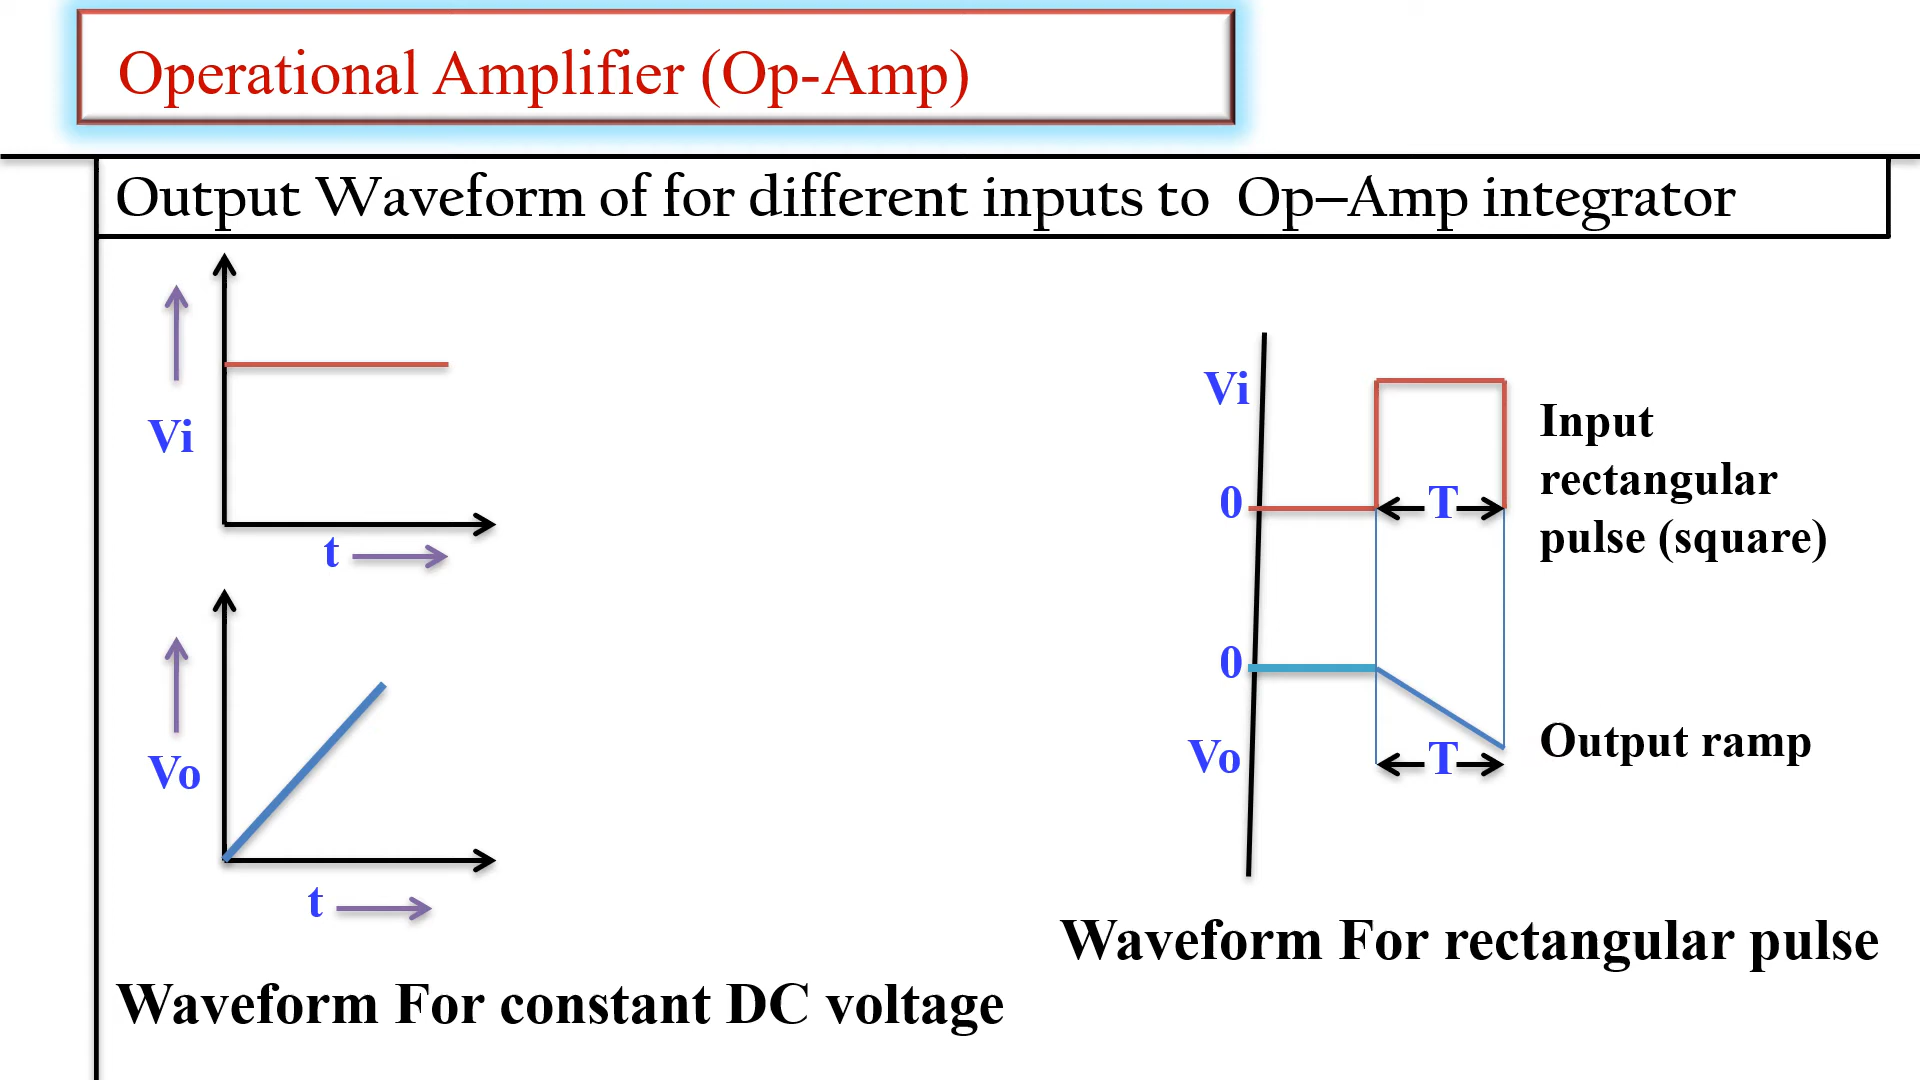 Operational Amplifier (Op-Amp)
Output Waveform of for different inputs to Op–Amp integrator
Vi
t
Vo
t
Waveform For constant DC voltage
Vi
0
T
Input
rectangular
pulse (square)
0
Vo
T
Output ramp
Waveform For rectangular pulse